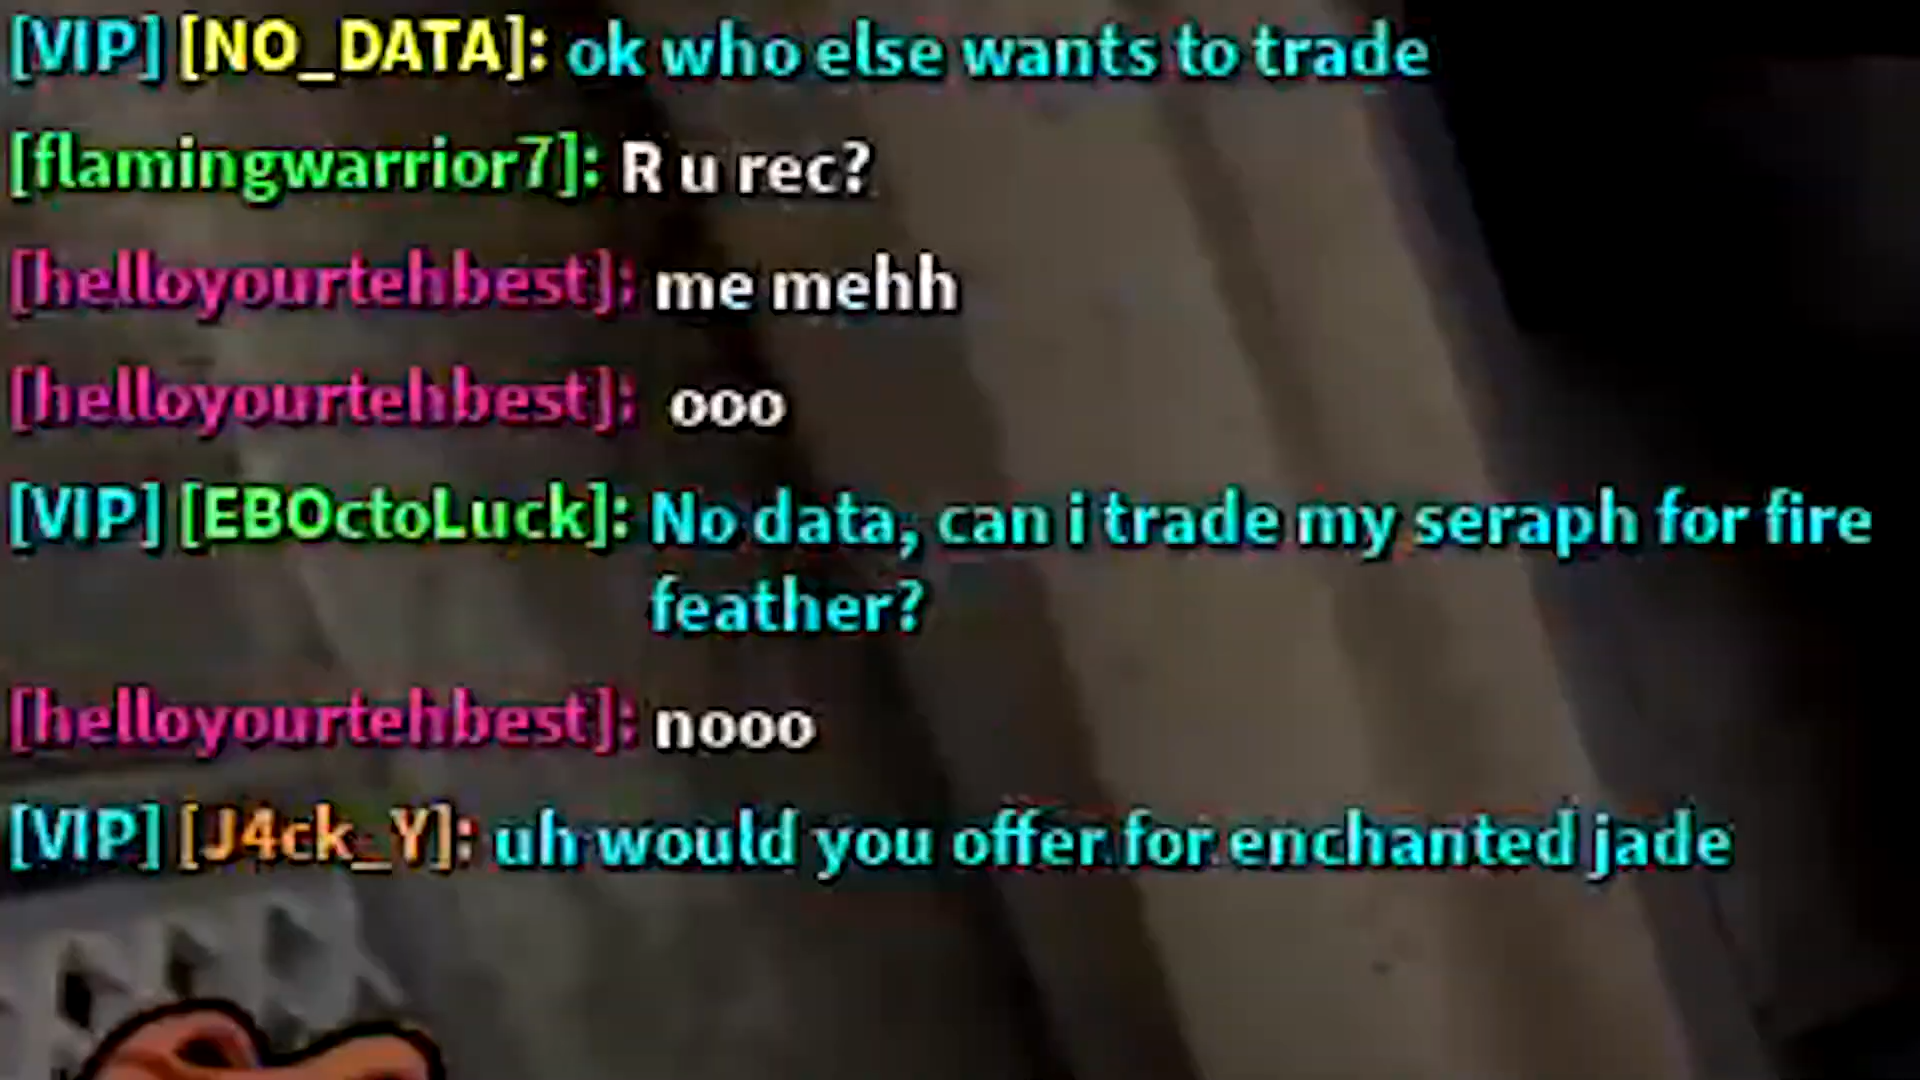 [VIP] [NO_DATA]: ok who else wants to trade
[flamingwarrior7]: R u rec?
[helloyourtehbest]: me mehh
[helloyourtehbest]: ooo
[VIP] [EBOctoLuck]: No data, can i trade my seraph for fire
feather?
[helloyourtehbest]: nooo
[VIP] [J4ck_Y]: uh would you offer for enchanted jade